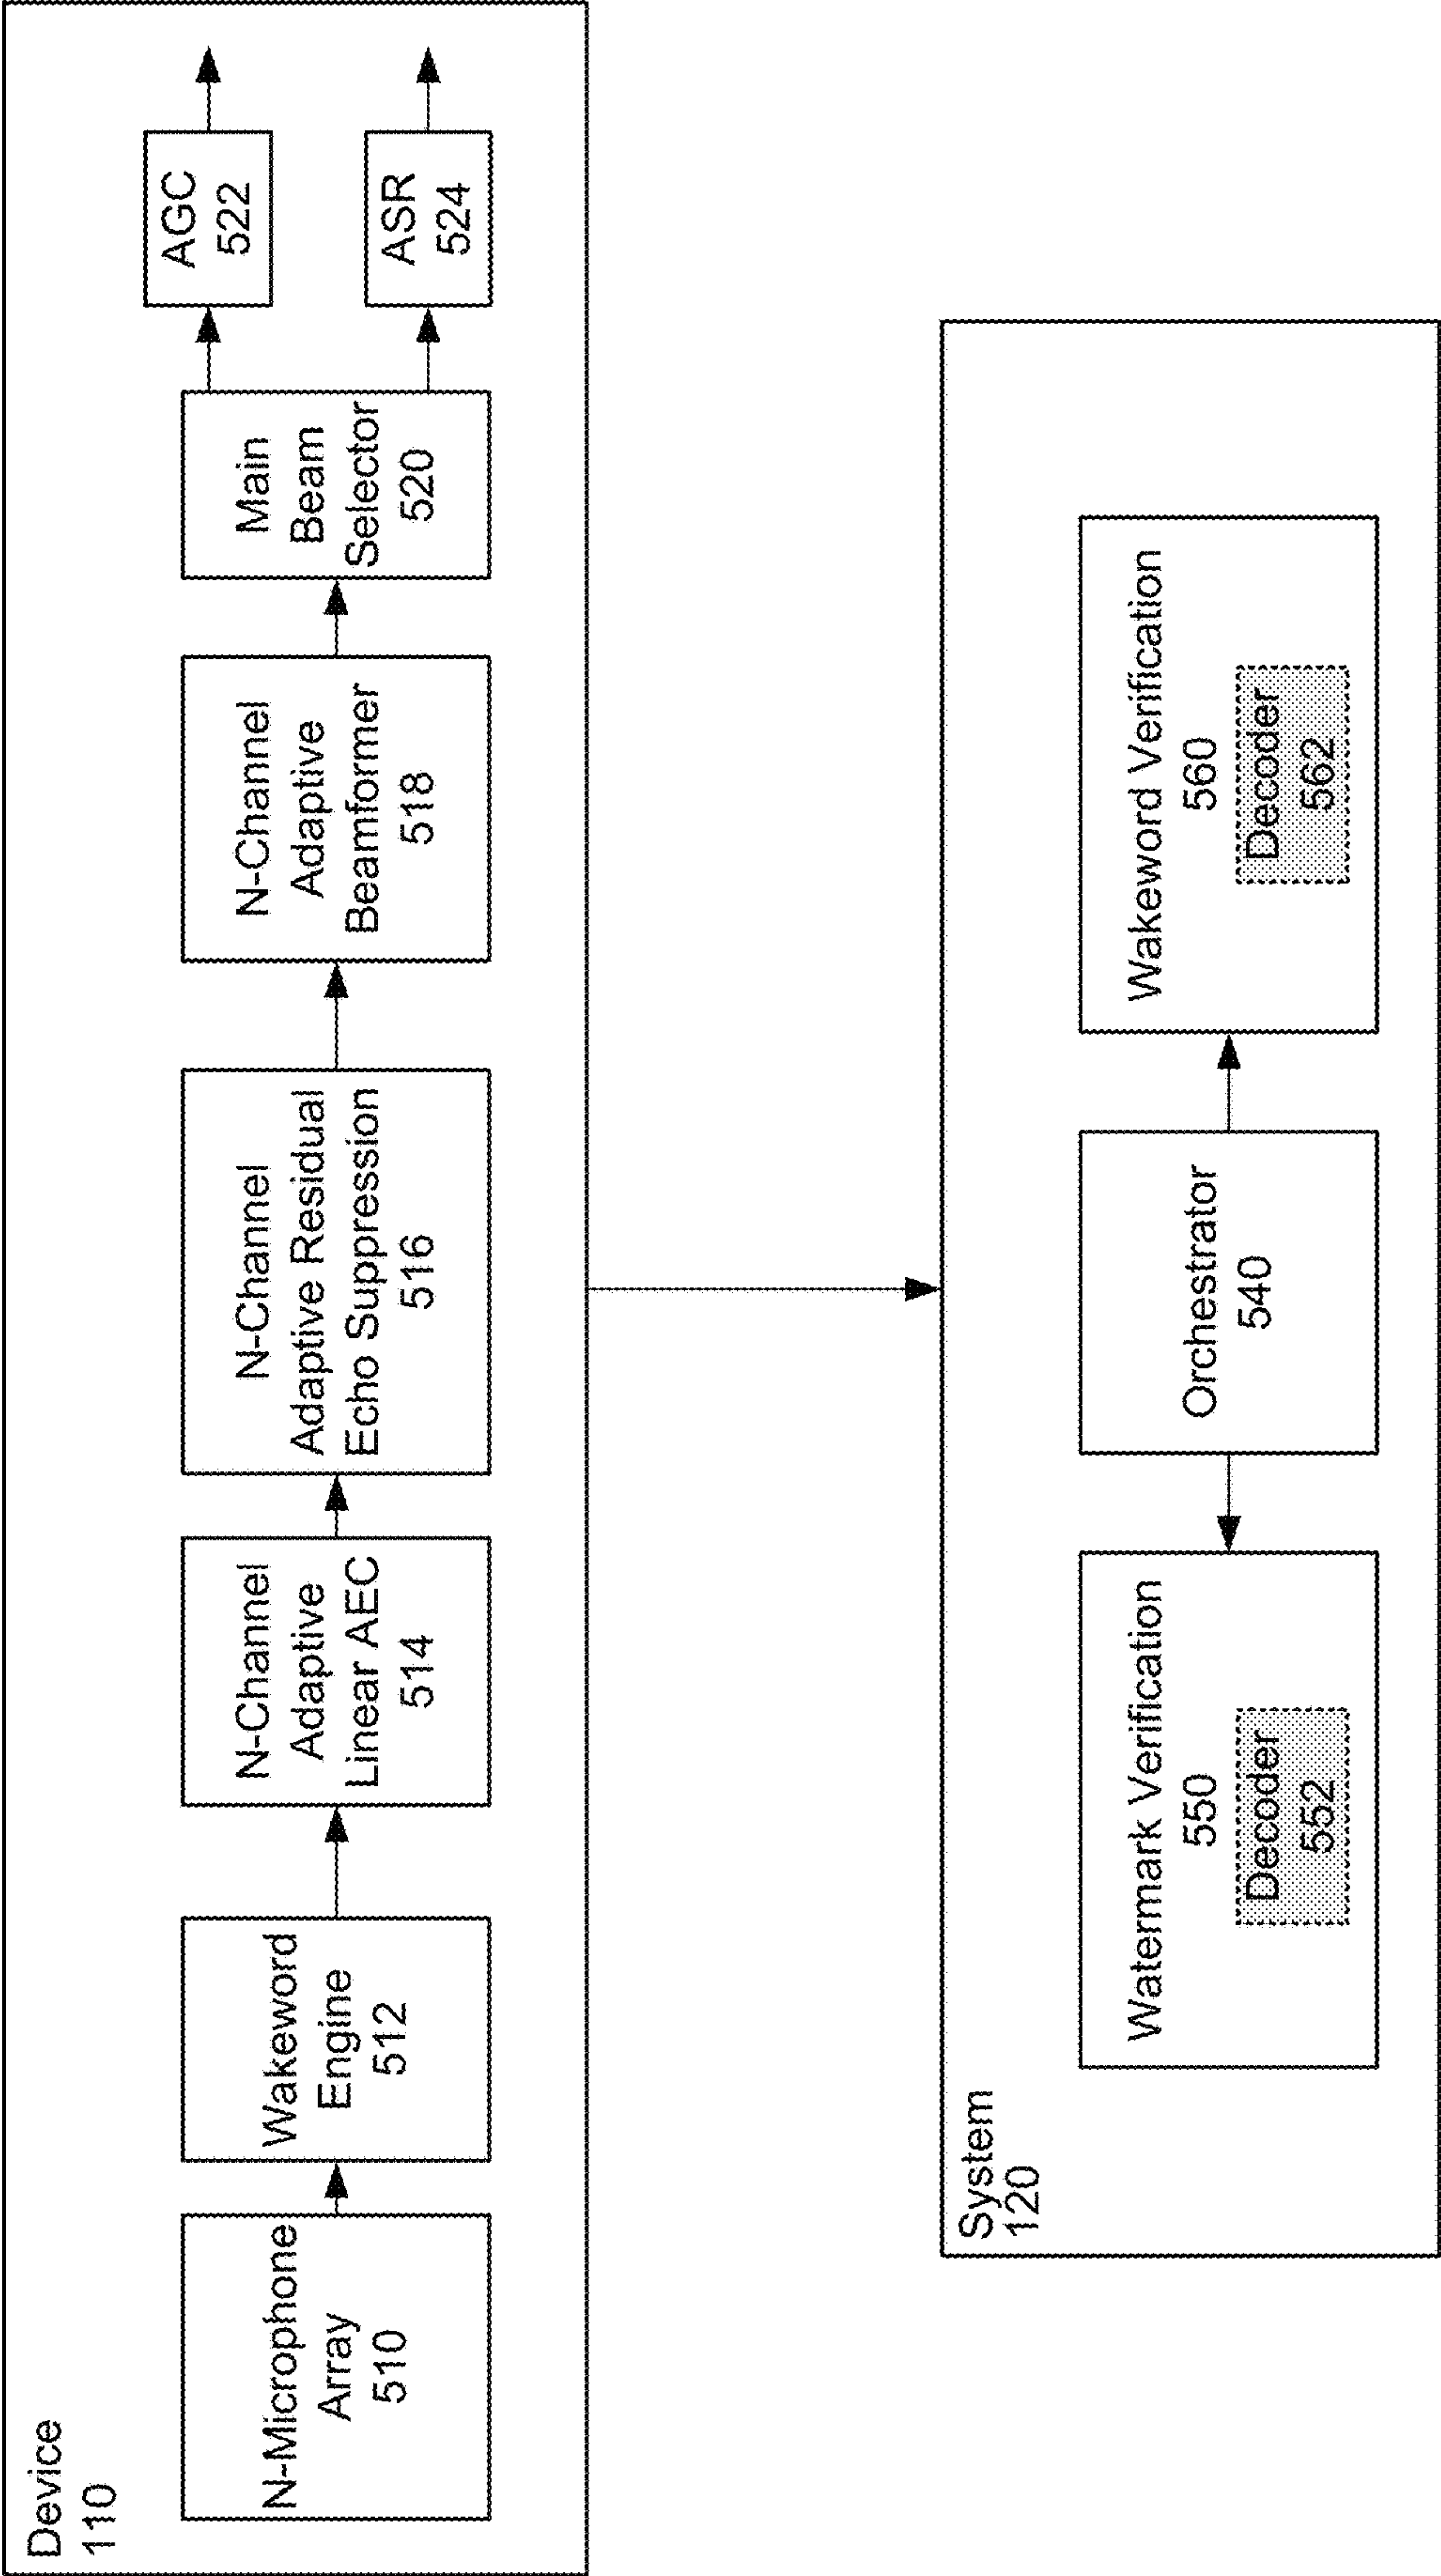 Device
110
N-Microphone
Array
510
Wakeword
Engine
512
N-Channel
Adaptive
Linear AEC
514
N-Channel
Adaptive Residual
Echo Suppression
516
N-Channel
Adaptive
Beamformer
518
Main
Beam
Selector
520
AGC
522
ASR
524
System
120
Watermark Verification
550
Decoder
552
Orchestrator
540
Wakeword Verification
560
Decoder
562